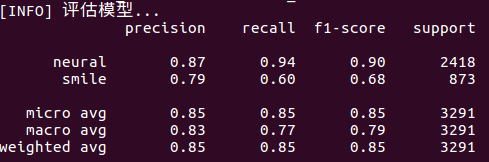 [INFO] 评估模型...
precision recall f1-score support
neural 0.87 0.94 0.90 2418
smile 0.79 0.60 0.68 873
micro avg 0.85 0.85 0.85 3291
macro avg 0.83 0.77 0.79 3291
weighted avg 0.85 0.85 0.85 3291